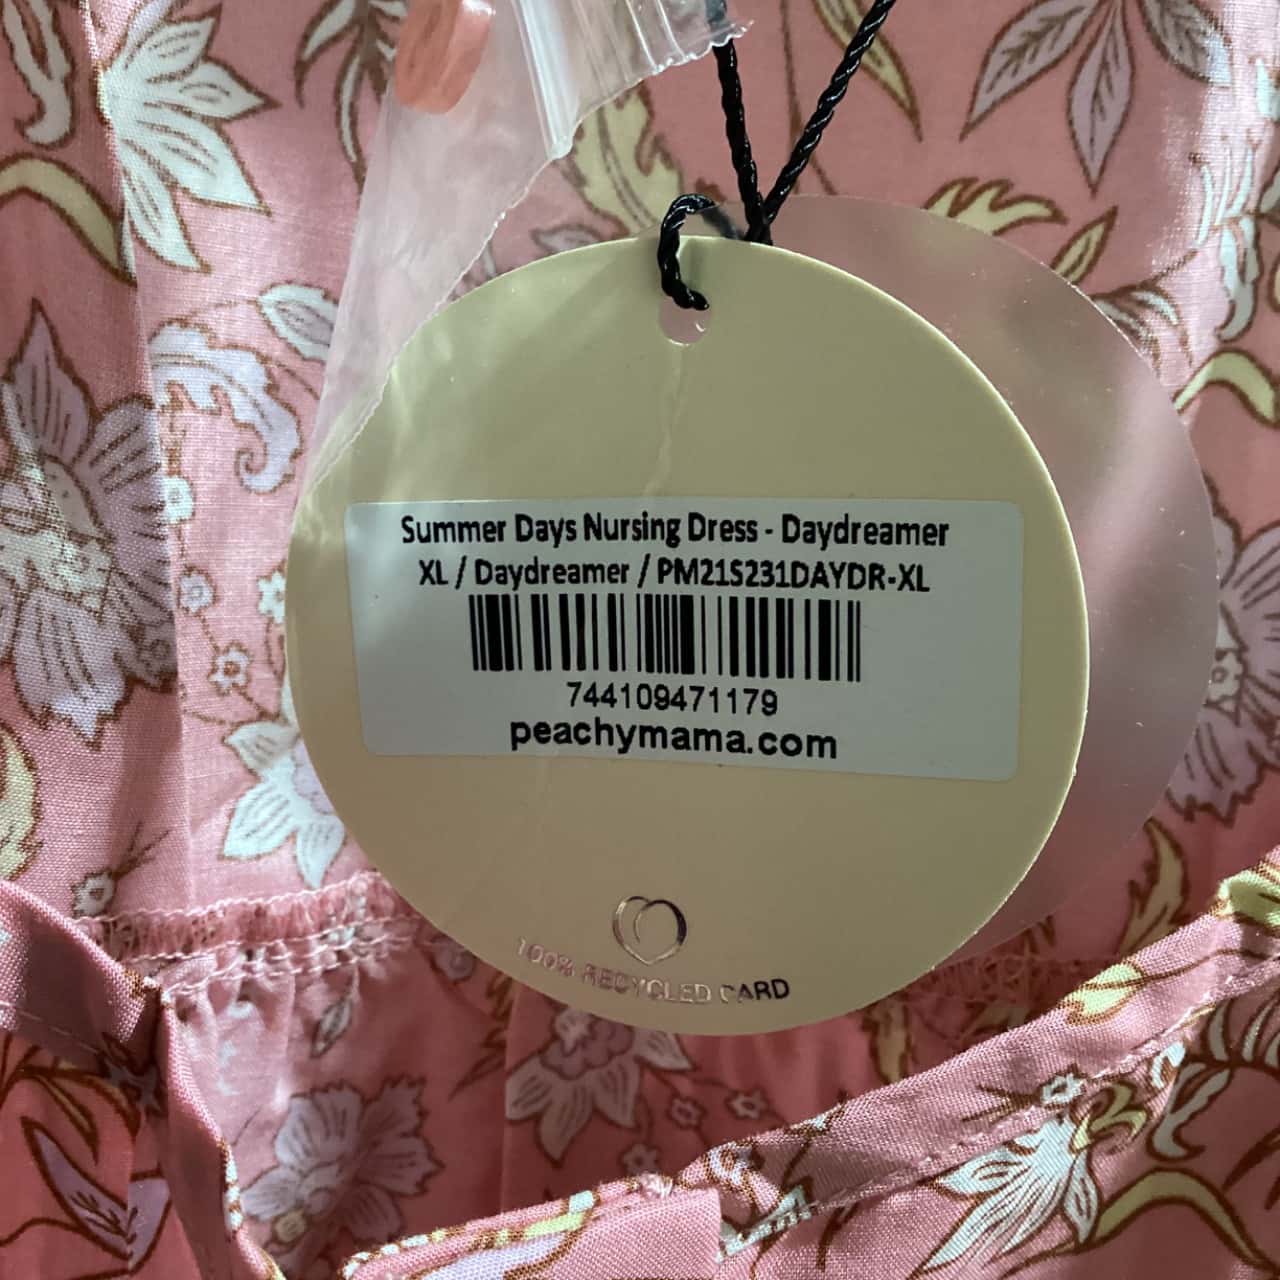 Summer Days Nursing Dress - Daydreamer
XL / Daydreamer / PM21S231DAYDR-XL
744109471179
peachymama.com
100% RECYCLED CARD